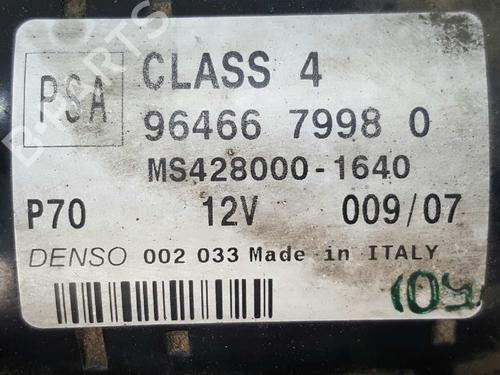 PSA
CLASS 4
96466 7998 0
MS428000-1640
P70 12V 009/07
DENSO 002 033 Made in ITALY